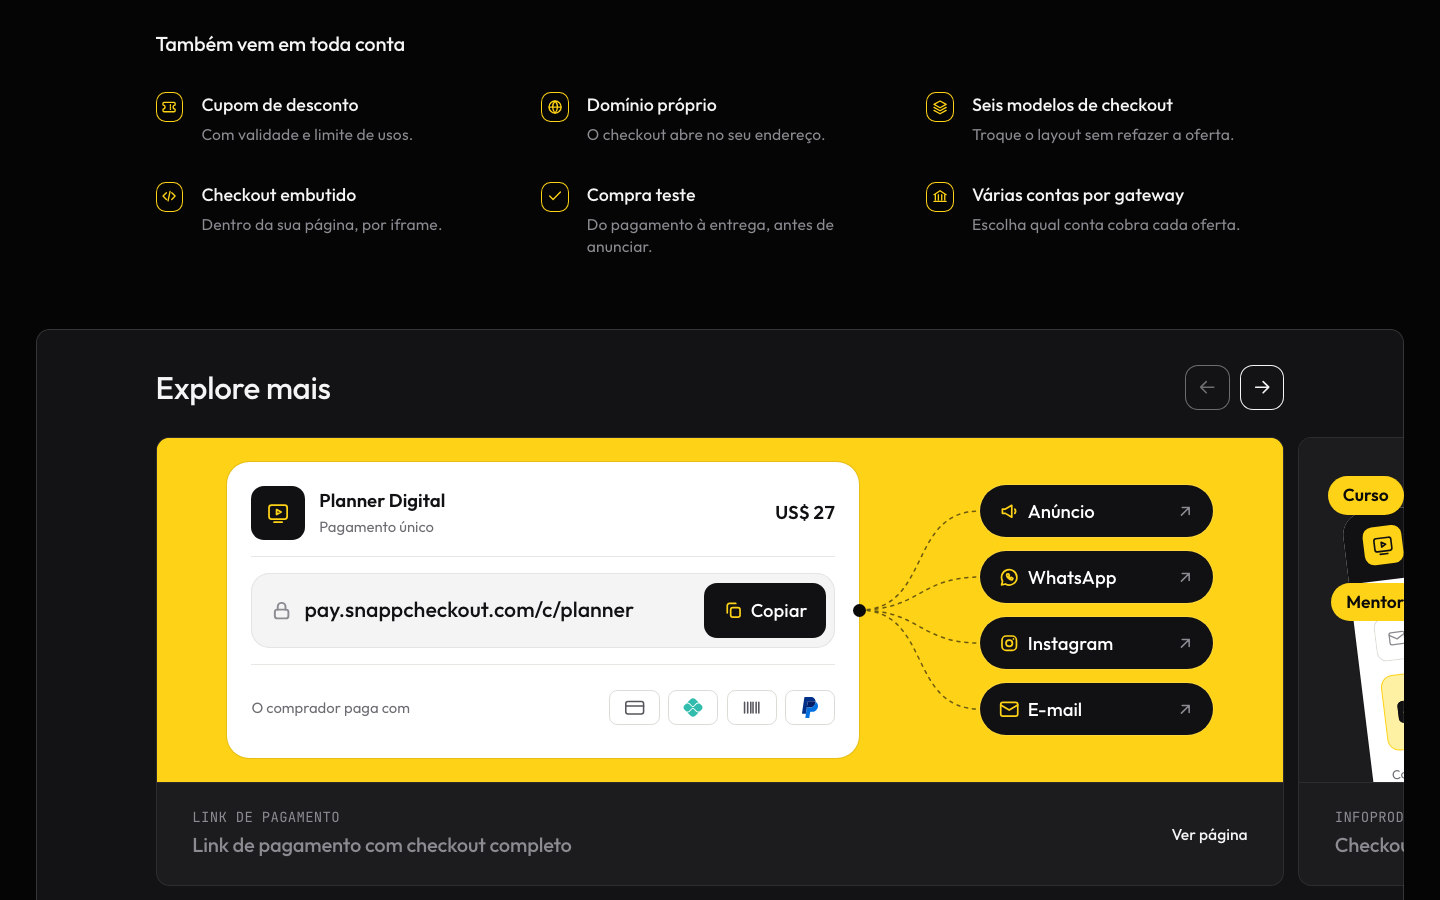 Também vem em toda conta
Cupom de desconto
Com validade e limite de usos.
Domínio próprio
O checkout abre no seu endereço.
Seis modelos de checkout
Troque o layout sem refazer a oferta.
Checkout embutido
Dentro da sua página, por iframe.
Compra teste
Do pagamento à entrega, antes de
anunciar.
Várias contas por gateway
Escolha qual conta cobra cada oferta.
Explore mais
Planner Digital
Pagamento único
US$ 27
pay.snappcheckout.com/c/planner
Copiar
O comprador paga com
Anúncio
WhatsApp
Instagram
E-mail
LINK DE PAGAMENTO
Link de pagamento com checkout completo
Ver página
Curso